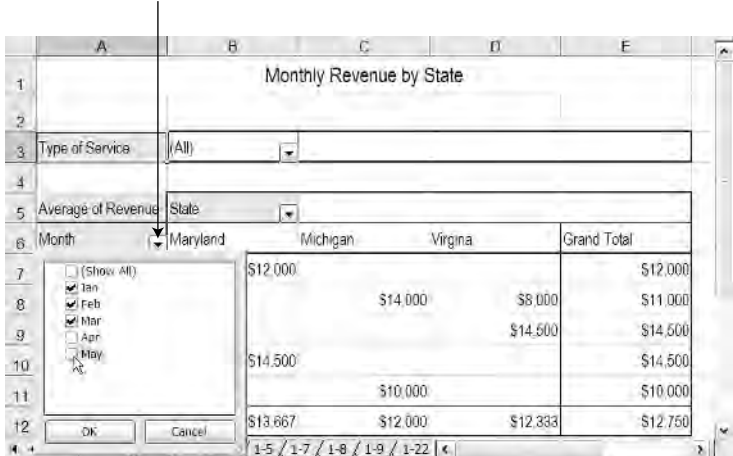 A B C D E
1 Monthly Revenue by State
2
3 Type of Service (All)
4
5 Average of Revenue State
6 Month Maryland Michigan Virgina Grand Total
7 (Show All) $12,000 $12,000
Jan
8 Feb $14,000 $8,000 $11,000
Mar
9 Apr $14,500 $14,500
May
10 $14,500 $14,500
11 $10,000 $10,000
12 OK Cancel $13,667 $12,000 $12,333 $12,750
1-5 / 1-7 / 1-8 / 1-9 / 1-22